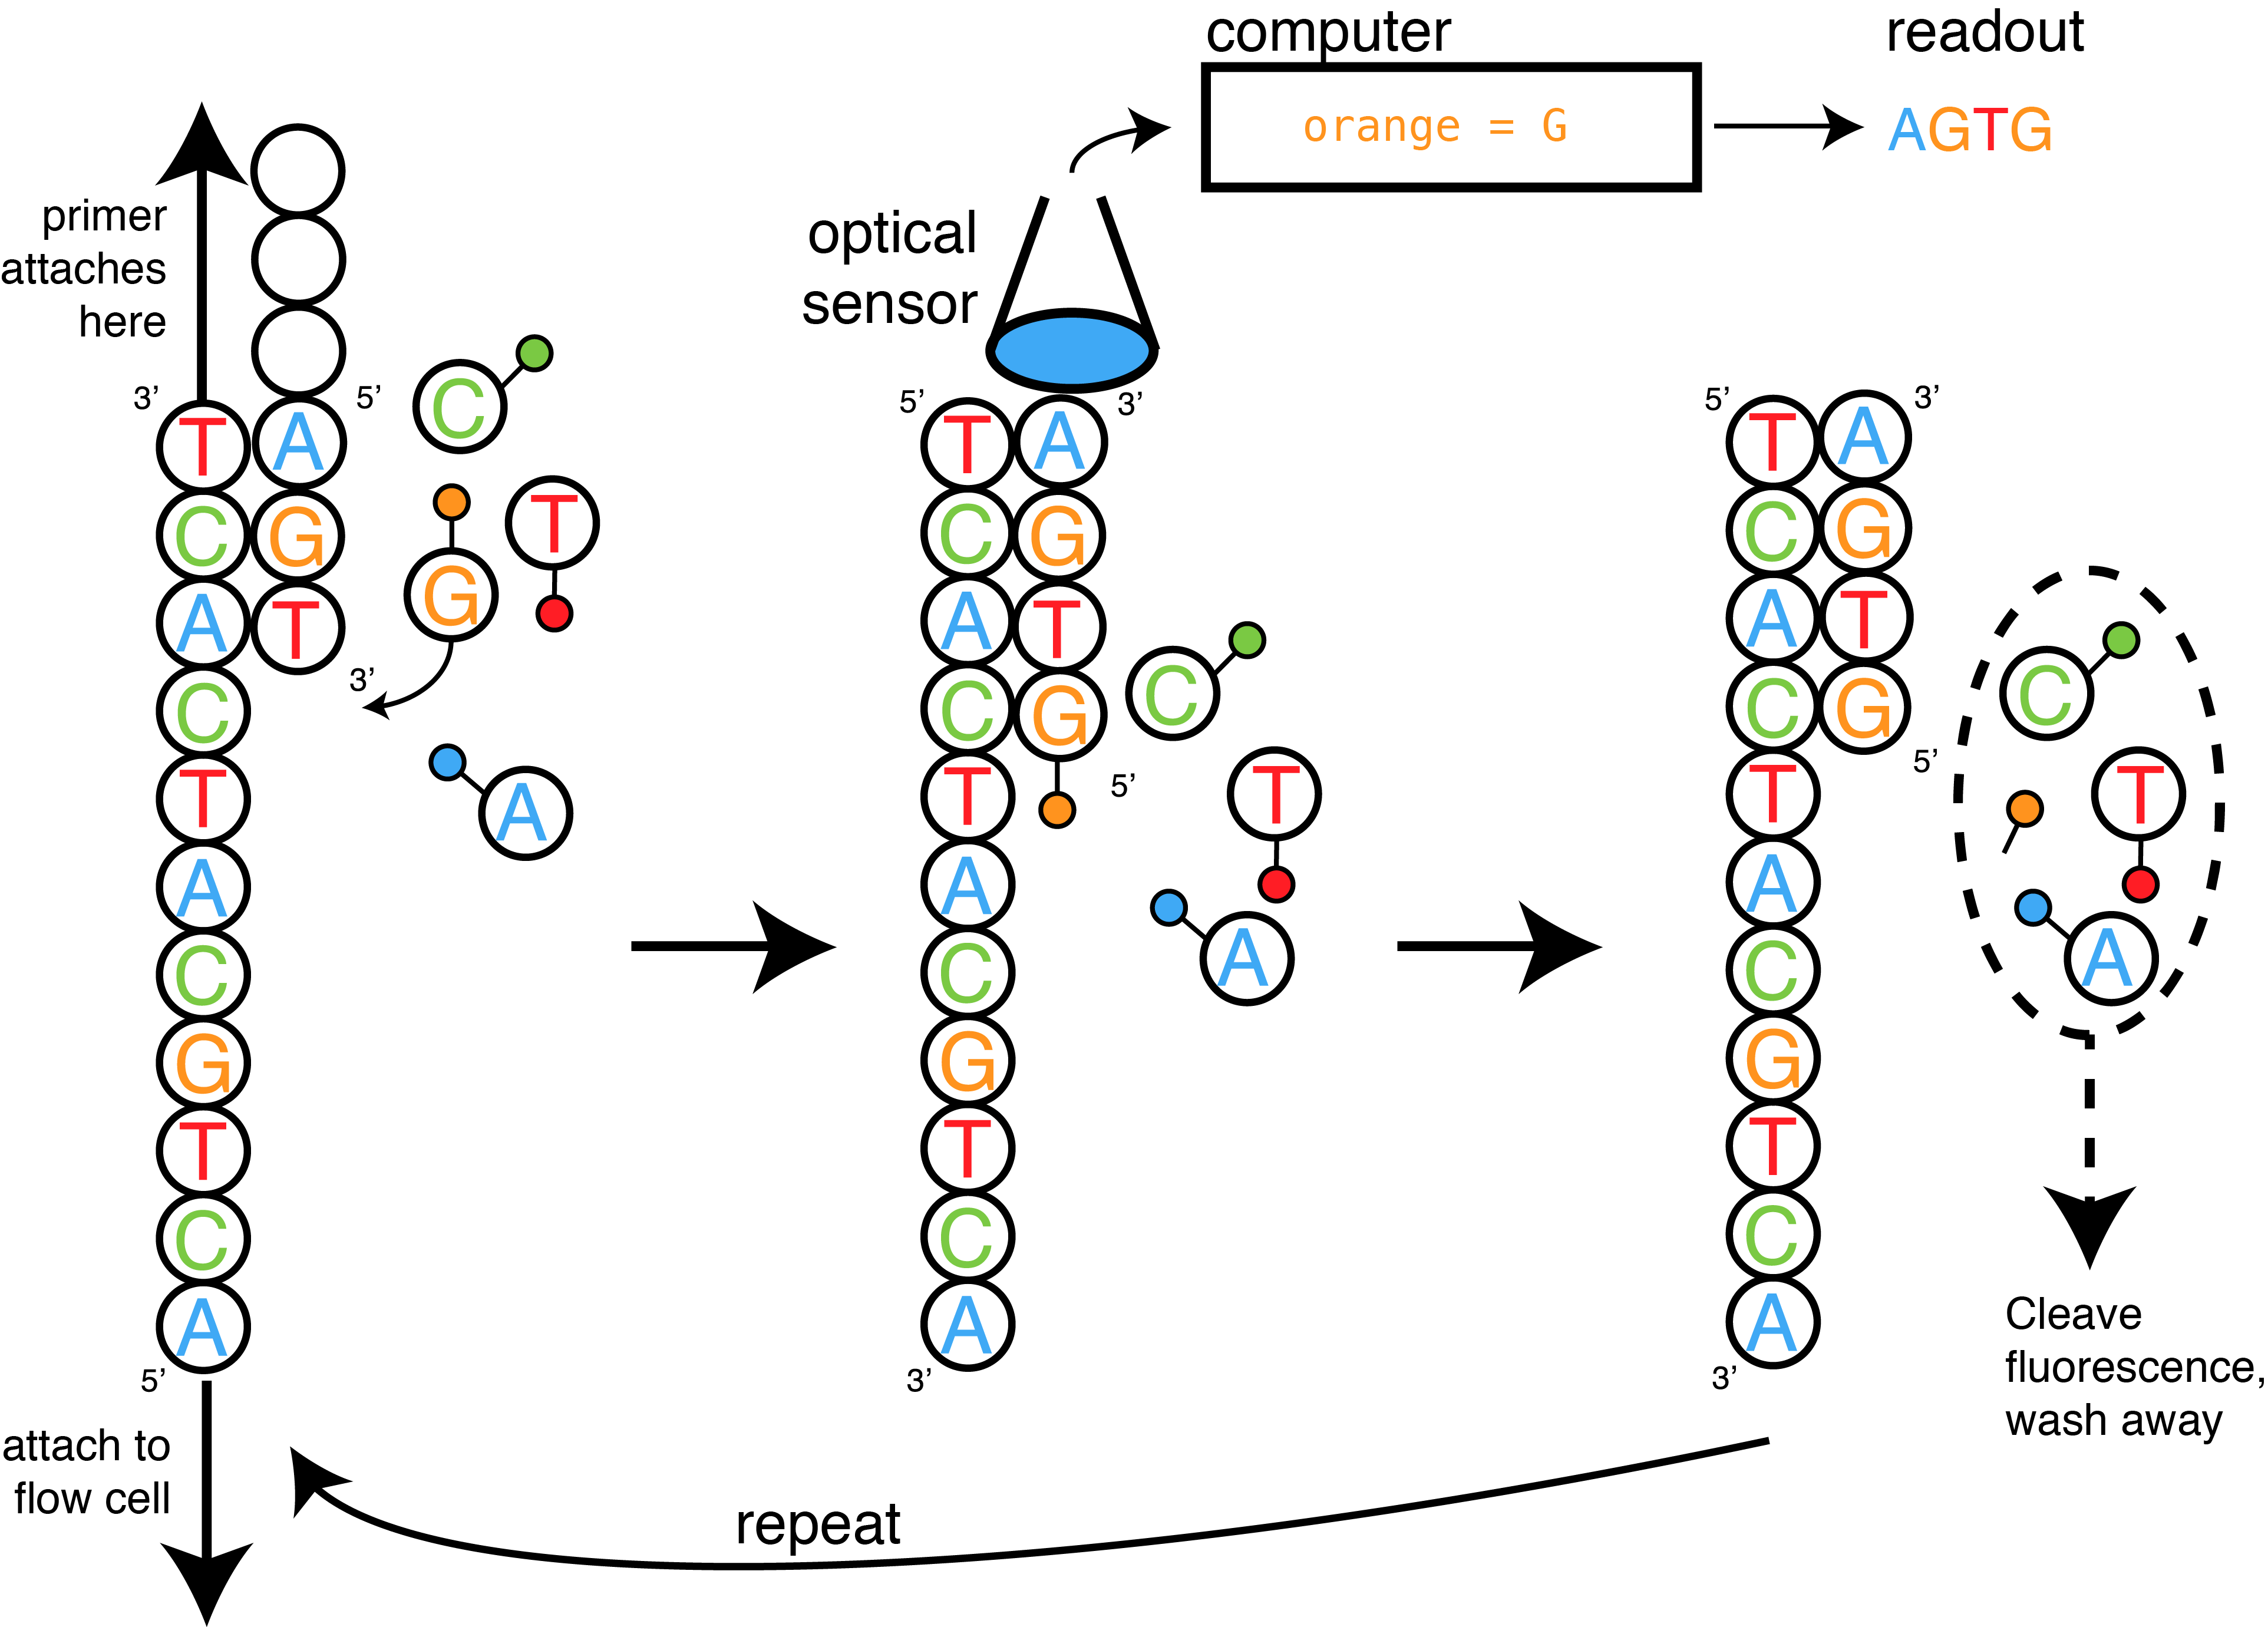 computer
readout
orange = G
AGTG
primer
attaches
here
optical
sensor
3’
5’
T A
C G
A T
3’
C
T
A
C
G
T
C
A
5’
C
G
T
A
5’
3’
T A
C G
A T
C G
5’
T
A
C
G
T
C
A
3’
C
T
A
5’
3’
T A
C G
A T
C G
5’
T
A
C
G
T
C
A
3’
C
T
A
Cleave
fluorescence,
wash away
attach to
flow cell
repeat